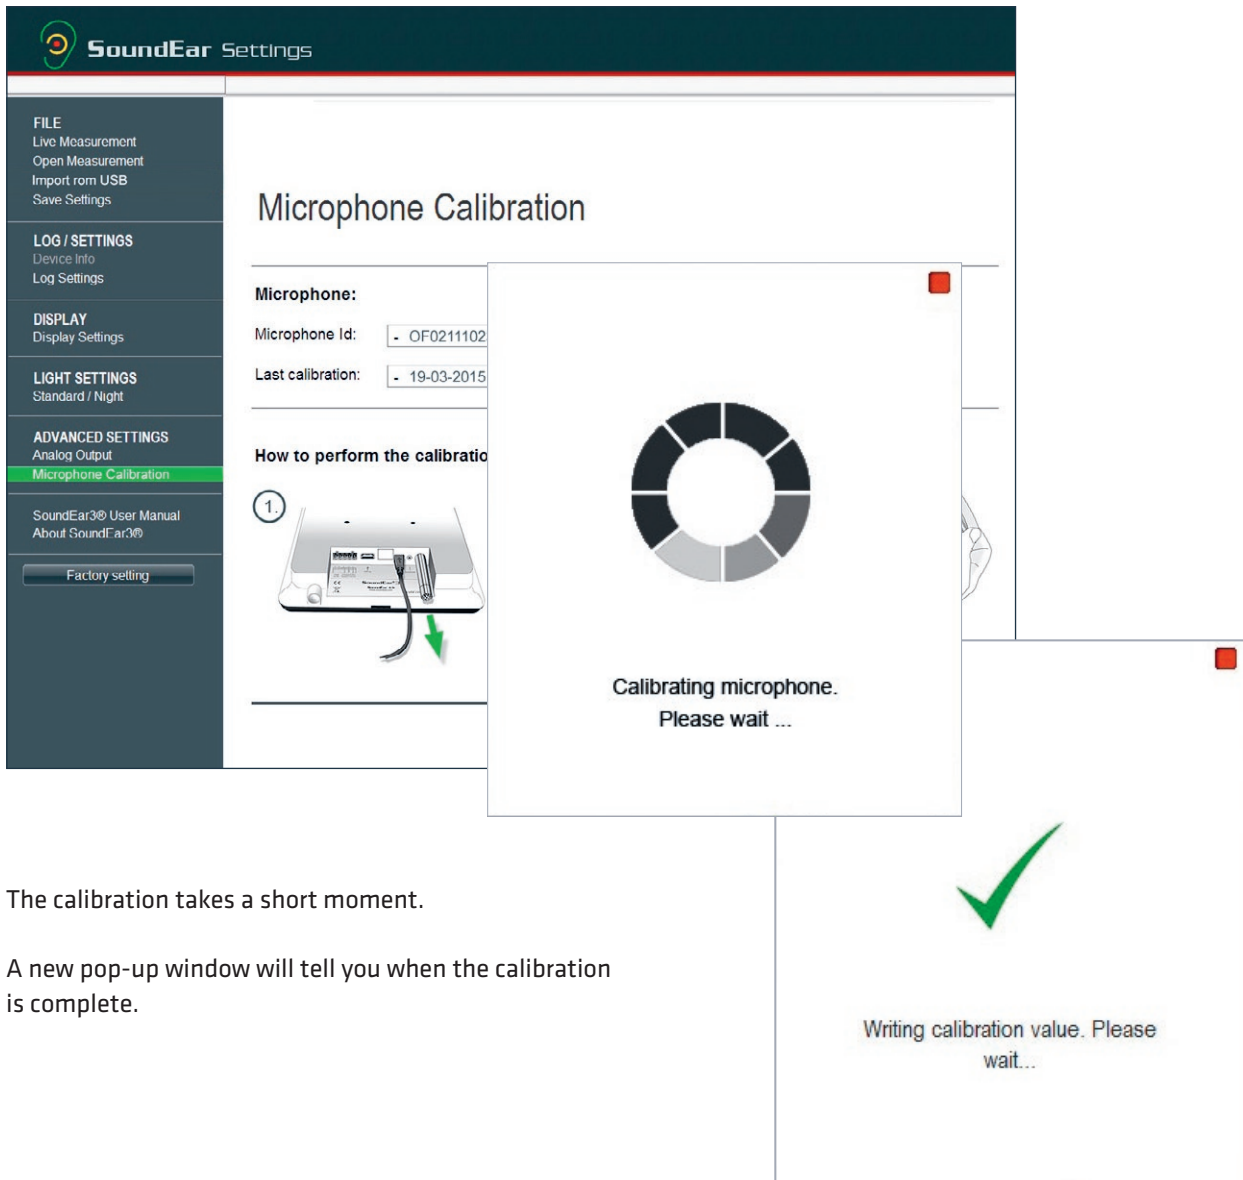 SoundEar Settings
FILE
Live Measurement
Open Measurement
Import rom USB
Save Settings
LOG / SETTINGS
Device Info
Log Settings
DISPLAY
Display Settings
LIGHT SETTINGS
Standard / Night
ADVANCED SETTINGS
Analog Output
Microphone Calibration
SoundEar3® User Manual
About SoundEar3®
Factory setting
Microphone Calibration
Microphone:
Microphone Id: - OF0211102
Last calibration: - 19-03-2015
How to perform the calibratio
1.
Calibrating microphone.
Please wait ...
Writing calibration value. Please
wait...
The calibration takes a short moment.
A new pop-up window will tell you when the calibration
is complete.